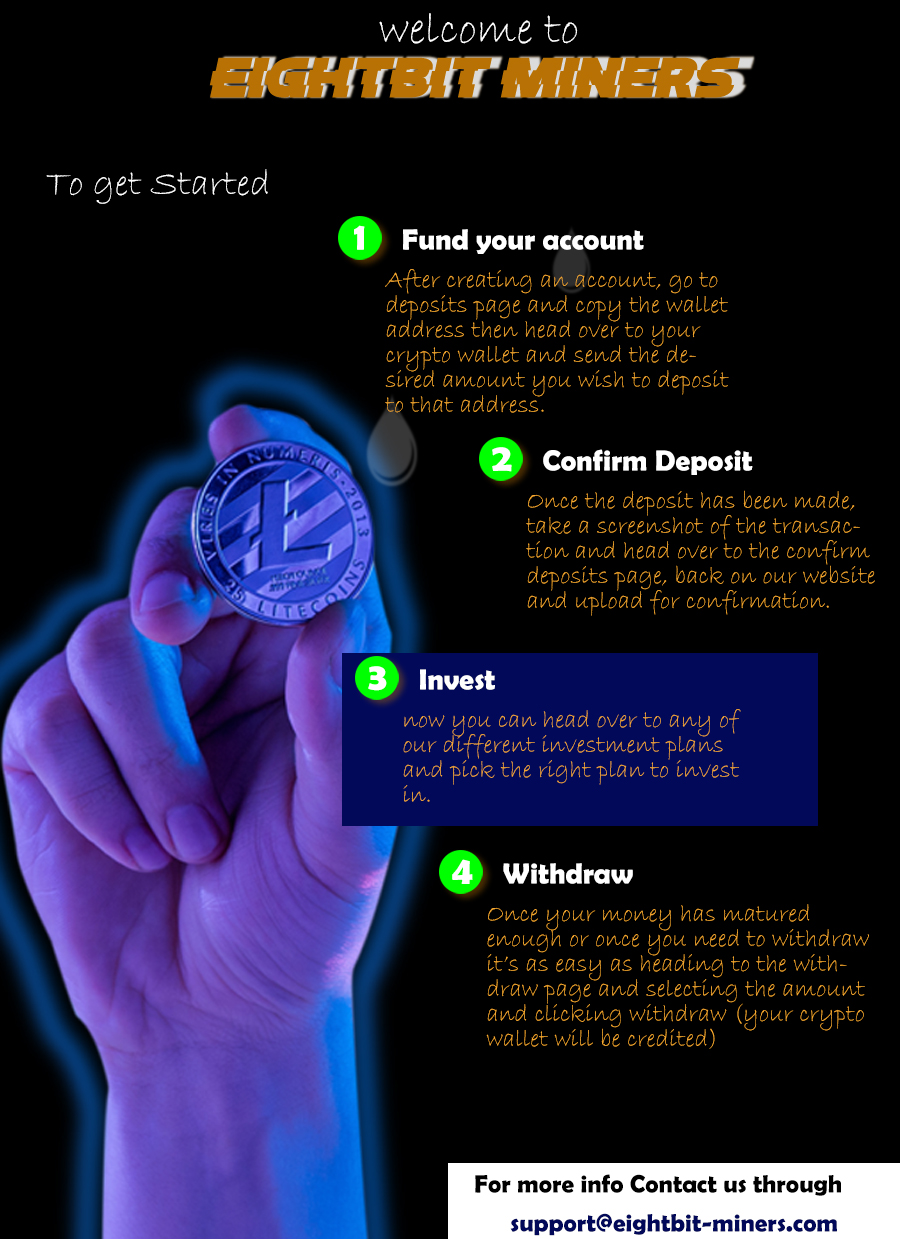 welcome to
EIGHTBIT MINERS
To get Started
1 Fund your account
After creating an account, go to
deposits page and copy the wallet
address then head over to your
crypto wallet and send the de-
sired amount you wish to deposit
to that address.
2 Confirm Deposit
Once the deposit has been made,
take a screenshot of the transac-
tion and head over to the confirm
deposits page, back on our website
and upload for confirmation.
VIRES IN NUMERIS · 2013
Ł
25 LITECOINS
3 Invest
now you can head over to any of
our different investment plans
and pick the right plan to invest
in.
4 Withdraw
Once your money has matured
enough or once you need to withdraw
it's as easy as heading to the with-
draw page and selecting the amount
and clicking withdraw (your crypto
wallet will be credited)
For more info Contact us through
support@eightbit-miners.com